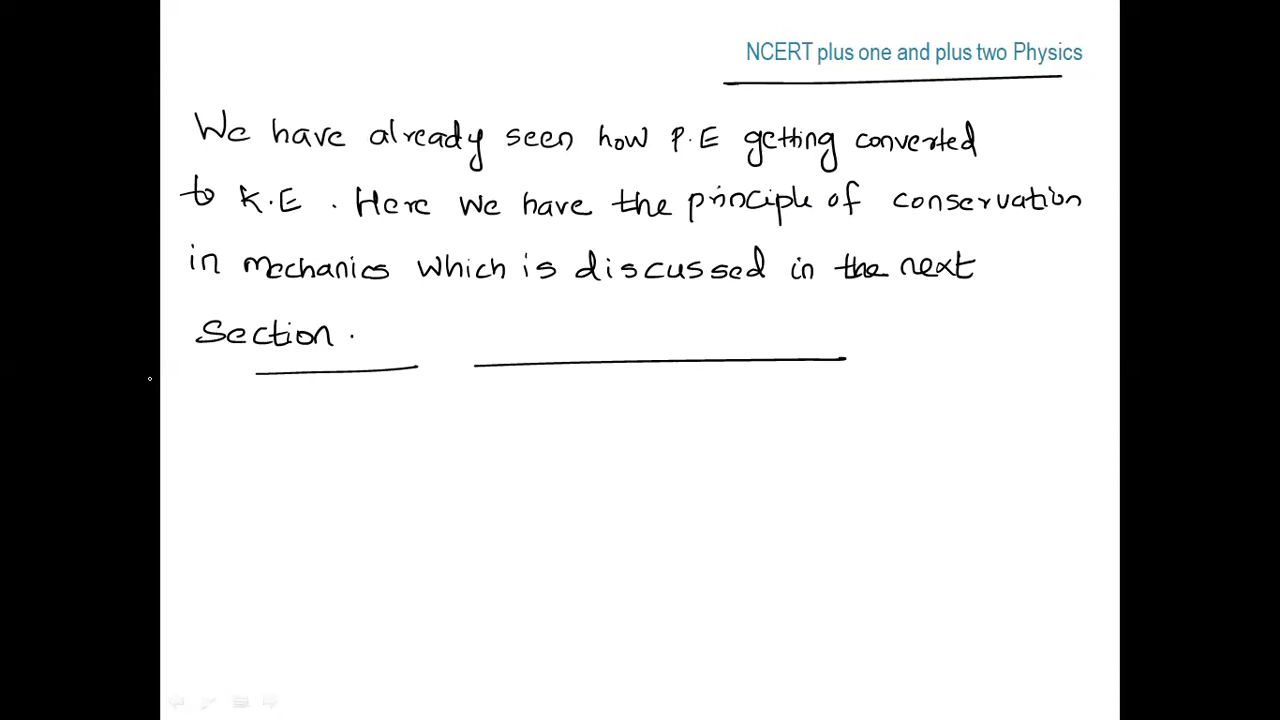 NCERT plus one and plus two Physics
We have already seen how P.E getting converted
to K.E . Here we have the principle of conservation
in mechanics which is discussed in the next
section .